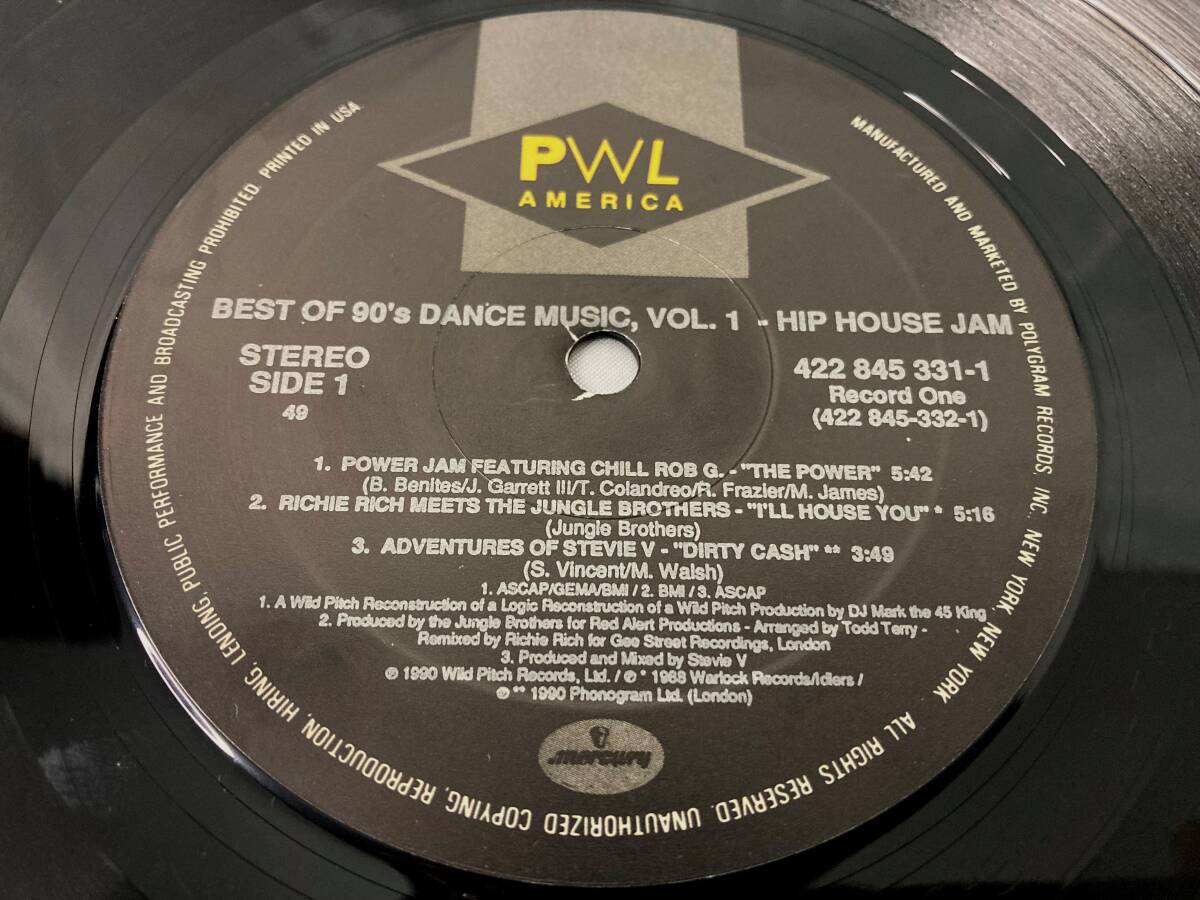 PWL
AMERICA
BEST OF 90's DANCE MUSIC, VOL. 1 - HIP HOUSE JAM
STEREO
SIDE 1
49
422 845 331-1
Record One
(422 845-332-1)
1. POWER JAM FEATURING CHILL ROB G. - "THE POWER" 5:42
(B. Benites/J. Garrett III/T. Colandreo/R. Frazier/M. James)
2. RICHIE RICH MEETS THE JUNGLE BROTHERS - "I'LL HOUSE YOU" * 5:16
(Jungle Brothers)
3. ADVENTURES OF STEVIE V - "DIRTY CASH" ** 3:49
(S. Vincent/M. Walsh)
1. ASCAP/GEMA/BMI / 2. BMI / 3. ASCAP
1. A Wild Pitch Reconstruction of a Logic Reconstruction of a Wild Pitch Production by DJ Mark the 45 King
2. Produced by the Jungle Brothers for Red Alert Productions - Arranged by Todd Terry -
Remixed by Richie Rich for Gee Street Recordings, London
3. Produced and Mixed by Stevie V
℗ 1990 Wild Pitch Records, Ltd. / ℗ * 1988 Warlock Records/Idlers /
℗ ** 1990 Phonogram Ltd. (London)
mercury
MANUFACTURED AND MARKETED BY POLYGRAM RECORDS, INC., NEW YORK, NEW YORK. ALL RIGHTS RESERVED. UNAUTHORIZED COPYING, REPRODUCTION, HIRING, LENDING, PUBLIC PERFORMANCE AND BROADCASTING PROHIBITED. PRINTED IN USA.